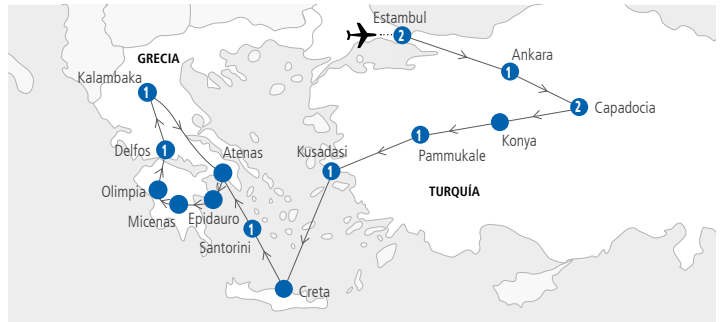 Estambul
2
GRECIA
Ankara
1
Kalambaka
1
2
Capadocia
Konya
Delfos
1
Atenas
Kusadasi
1
Pammukale
1
TURQUÍA
Olimpia
Micenas
Epidauro
Santorini
1
Creta